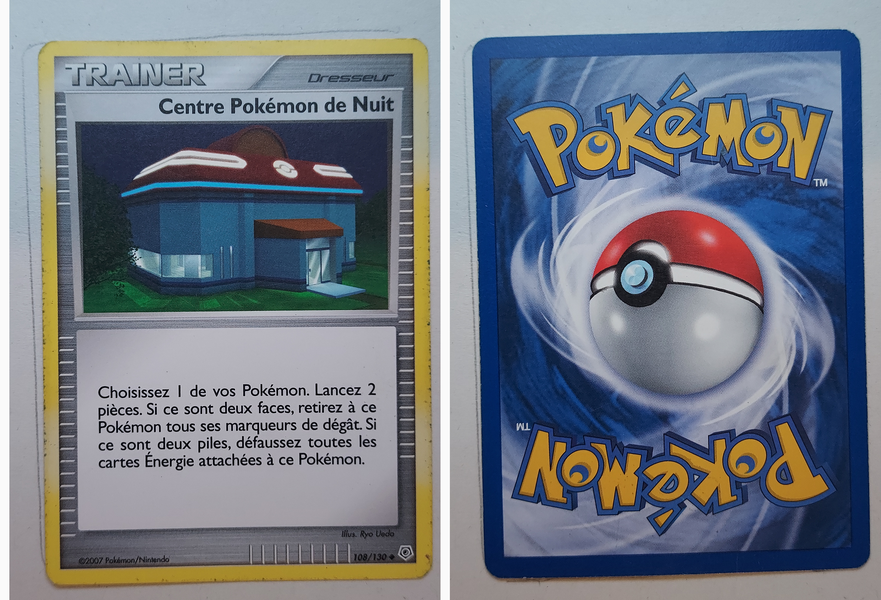 TRAINER
Dresseur
Centre Pokémon de Nuit
Choisissez 1 de vos Pokémon. Lancez 2
pièces. Si ce sont deux faces, retirez à ce
Pokémon tous ses marqueurs de dégât. Si
ce sont deux piles, défaussez toutes les
cartes Énergie attachées à ce Pokémon.
Illus. Ryo Ueda
©2007 Pokémon/Nintendo
108/130
POKéMON
TM
TM
POKéMON